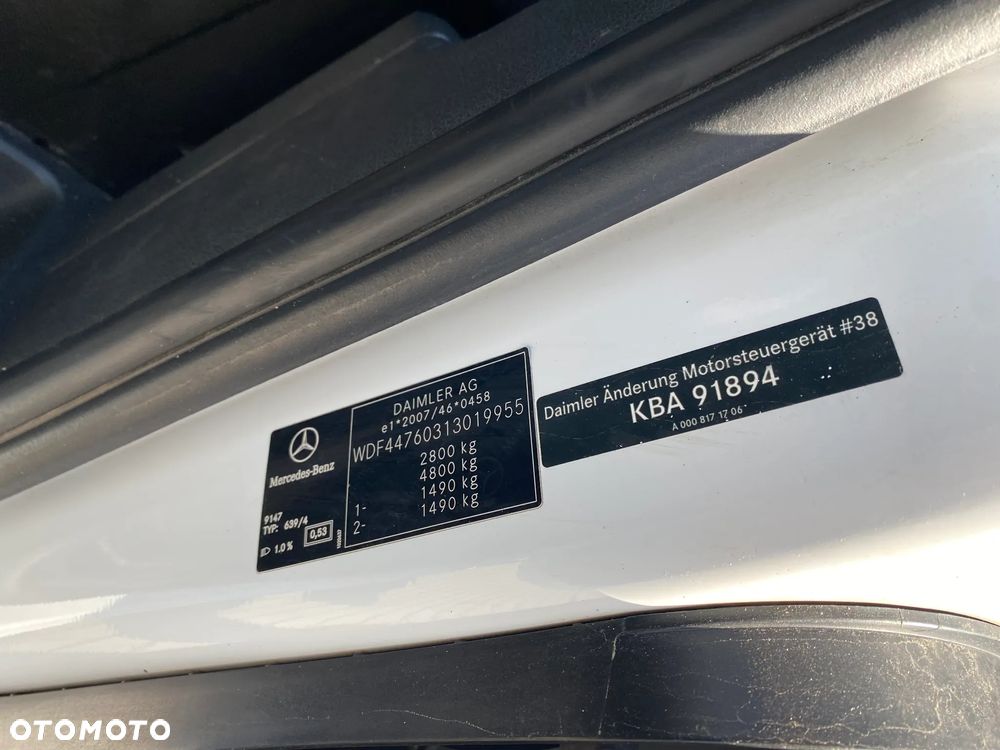 DAIMLER AG
e1*2007/46*0458
WDF44760313019955
2800 kg
4800 kg
1- 1490 kg
2- 1490 kg
Mercedes-Benz
9147
TYP: 639/4
1.0 % 0,53
Daimler Änderung Motorsteuergerät #38
KBA 91894
A 000 817 17 06
OTOMOTO